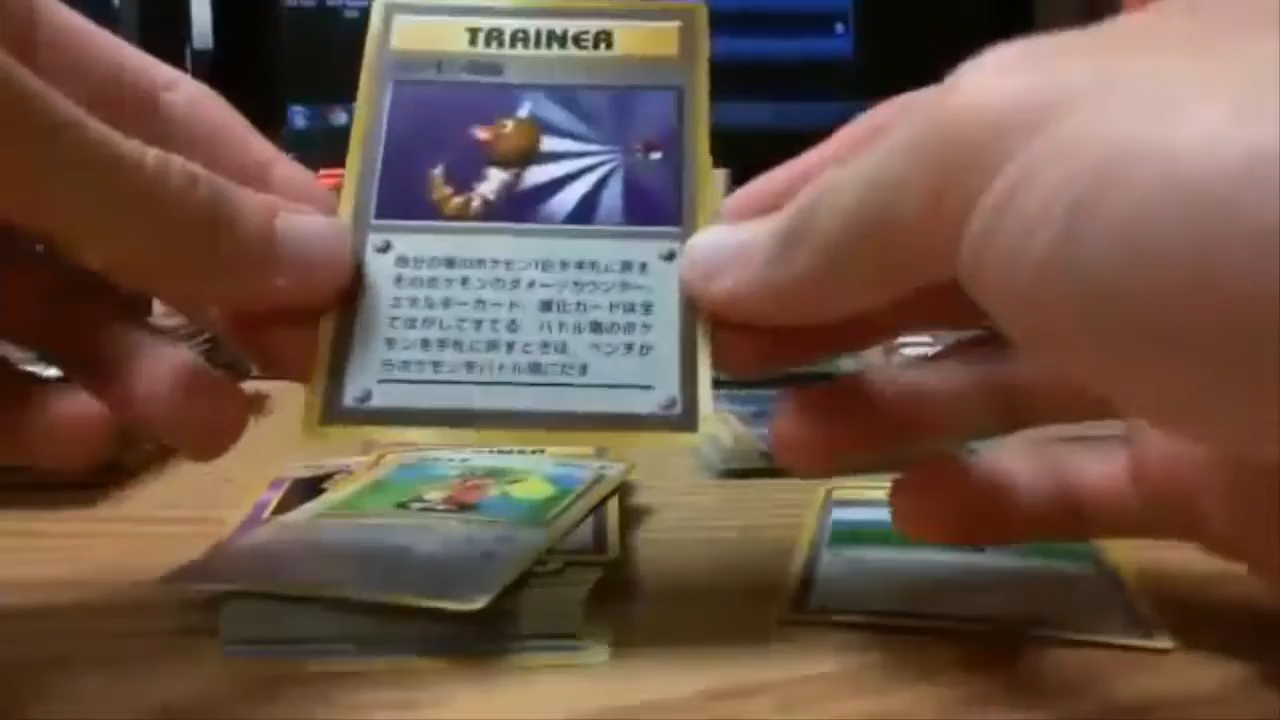 TRAINER
自分の場のポケモン1匹を手札に戻す
そのポケモンのダメージカウンター、
エネルギーカード、進化カードは全
てはがしてすてる バトル場のポケ
モンを手札に戻すときは、ベンチか
らポケモンをバトル場にだす
TRAINER